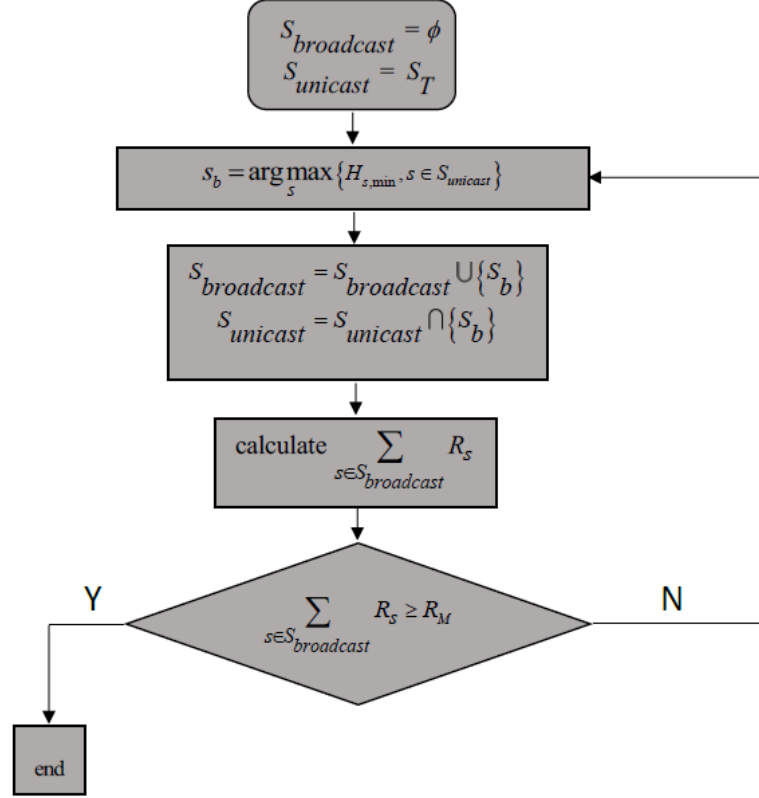 S_broadcast = ϕ
S_unicast = S_T
s_b = arg max_s {H_{s,min}, s ∈ S_unicast}
S_broadcast = S_broadcast ⋃{S_b}
S_unicast = S_unicast ⋂{S_b}
calculate ∑_{s∈S_broadcast} R_s
Y
N
∑_{s∈S_broadcast} R_s ≥ R_M
end